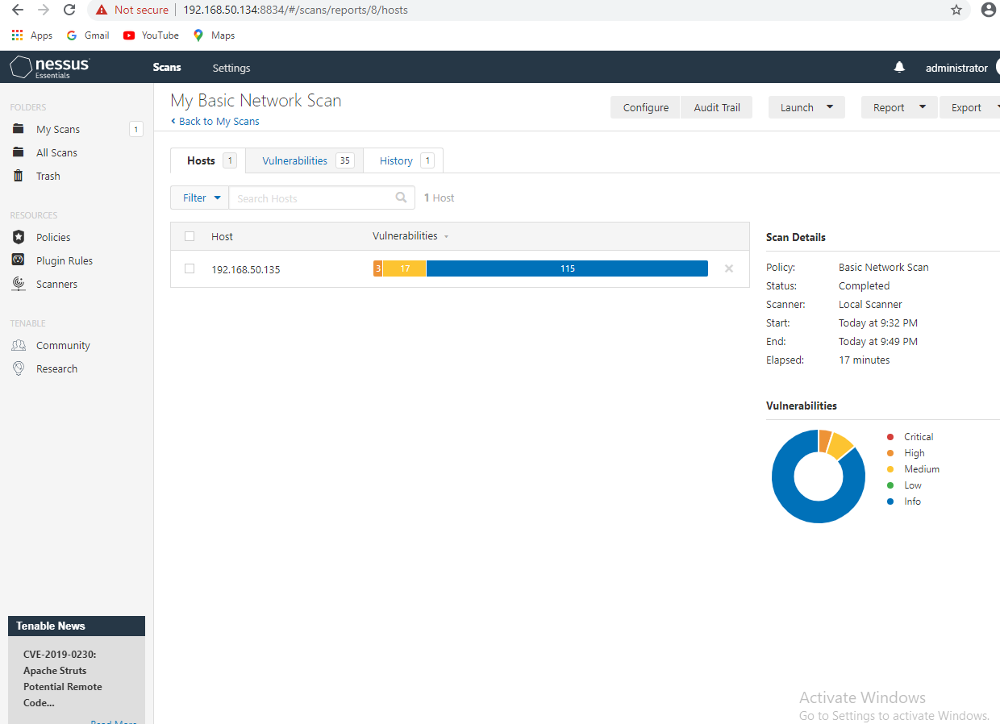 Not secure 192.168.50.134:8834/#/scans/reports/8/hosts
Apps Gmail YouTube Maps
nessus Essentials Scans Settings administrator
FOLDERS
My Scans 1
All Scans
Trash
RESOURCES
Policies
Plugin Rules
Scanners
TENABLE
Community
Research
Tenable News
CVE-2019-0230:
Apache Struts
Potential Remote
Code...
Read More
My Basic Network Scan
Back to My Scans
Configure Audit Trail Launch Report Export
Hosts 1 Vulnerabilities 35 History 1
Filter Search Hosts 1 Host
Host Vulnerabilities
192.168.50.135 3 17 115
Scan Details
Policy: Basic Network Scan
Status: Completed
Scanner: Local Scanner
Start: Today at 9:32 PM
End: Today at 9:49 PM
Elapsed: 17 minutes
Vulnerabilities
Critical
High
Medium
Low
Info
Activate Windows
Go to Settings to activate Windows.